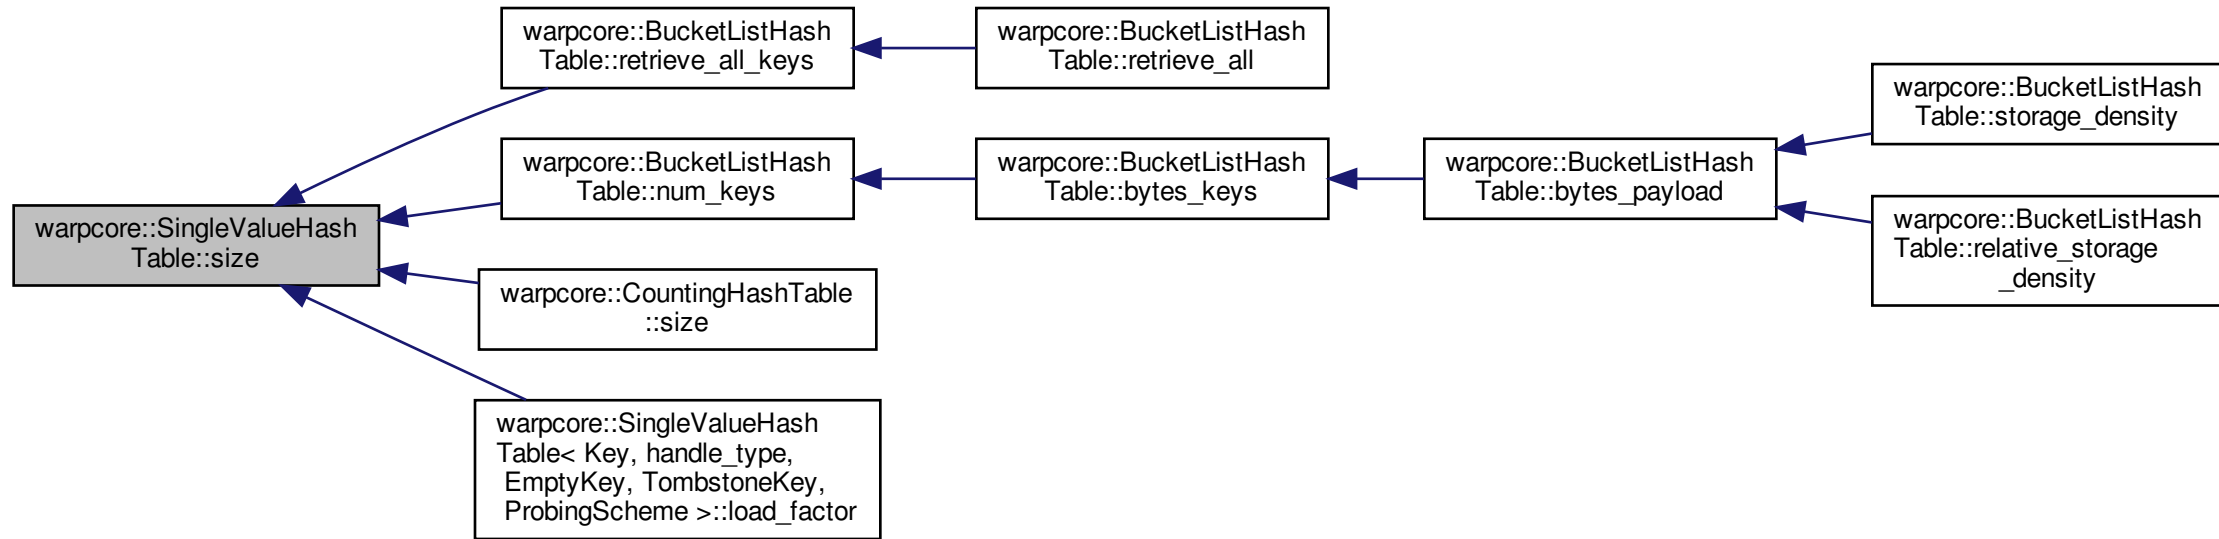 warpcore::BucketListHash
Table::retrieve_all_keys
warpcore::BucketListHash
Table::retrieve_all
warpcore::BucketListHash
Table::storage_density
warpcore::BucketListHash
Table::num_keys
warpcore::BucketListHash
Table::bytes_keys
warpcore::BucketListHash
Table::bytes_payload
warpcore::SingleValueHash
Table::size
warpcore::BucketListHash
Table::relative_storage
_density
warpcore::CountingHashTable
::size
warpcore::SingleValueHash
Table< Key, handle_type,
EmptyKey, TombstoneKey,
ProbingScheme >::load_factor